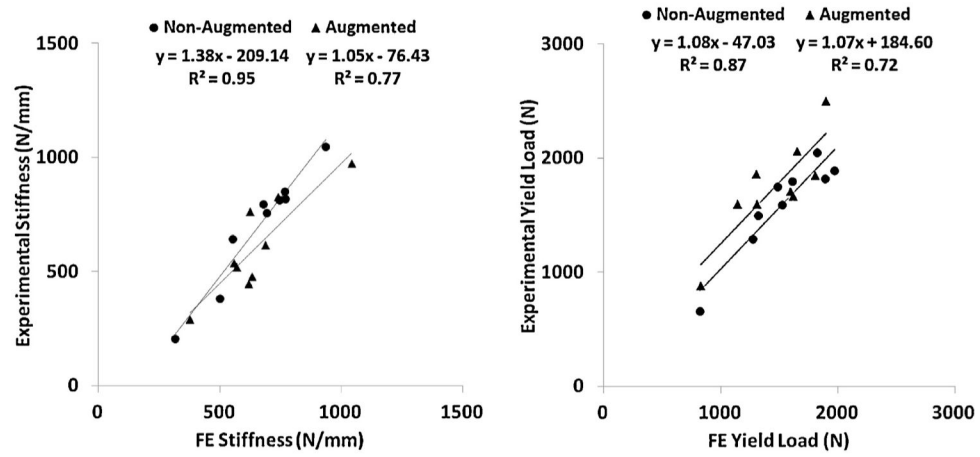 Non-Augmented Augmented
y = 1.38x - 209.14 y = 1.05x - 76.43
R² = 0.95 R² = 0.77
1500
1000
500
0
Experimental Stiffness (N/mm)
0 500 1000 1500
FE Stiffness (N/mm)
Non-Augmented Augmented
y = 1.08x - 47.03 y = 1.07x + 184.60
R² = 0.87 R² = 0.72
3000
2000
1000
0
Experimental Yield Load (N)
0 1000 2000 3000
FE Yield Load (N)